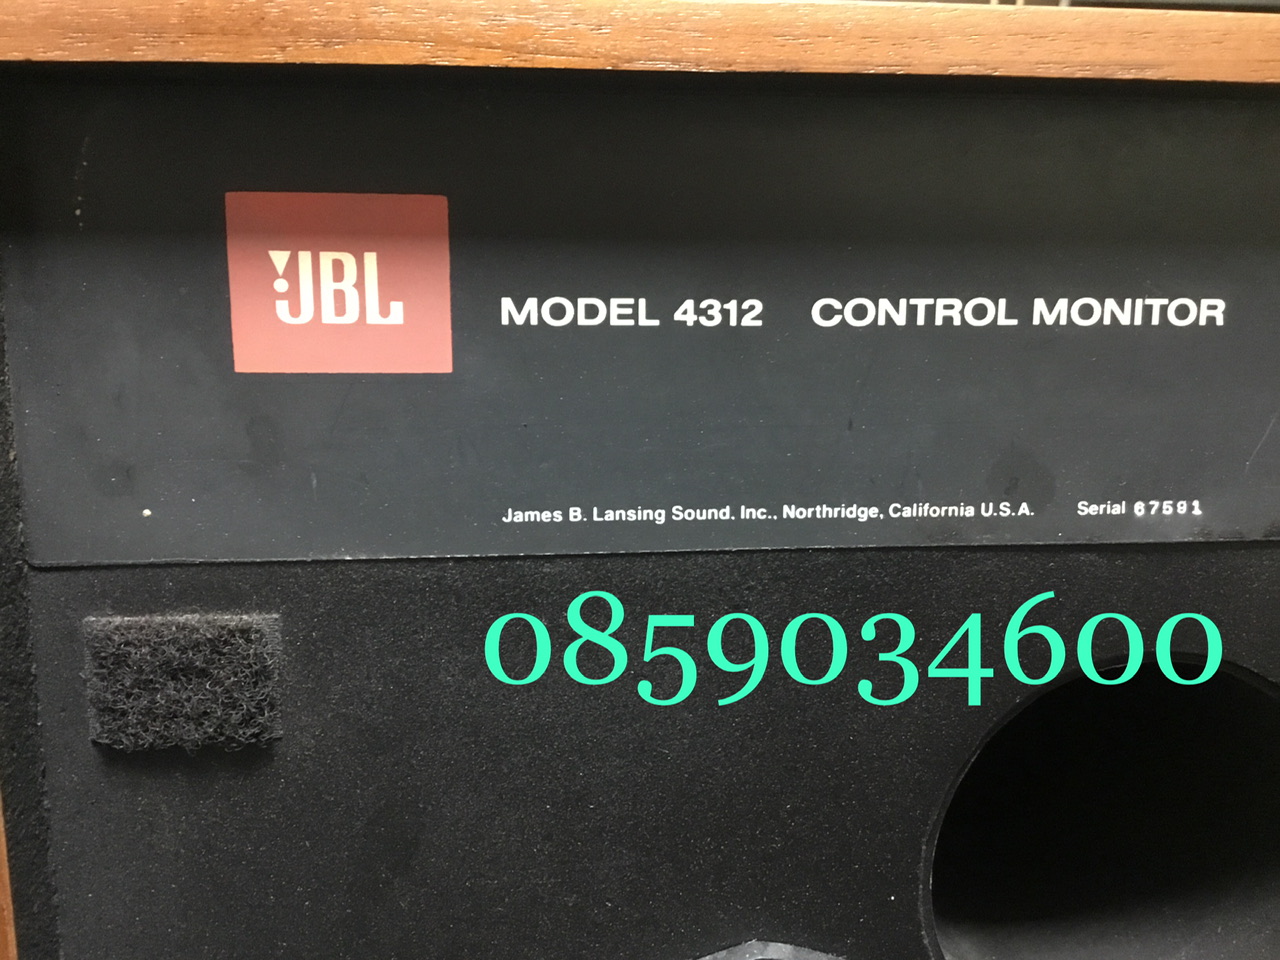 JBL
MODEL 4312 CONTROL MONITOR
James B. Lansing Sound, Inc., Northridge, California U.S.A. Serial 67591
0859034600